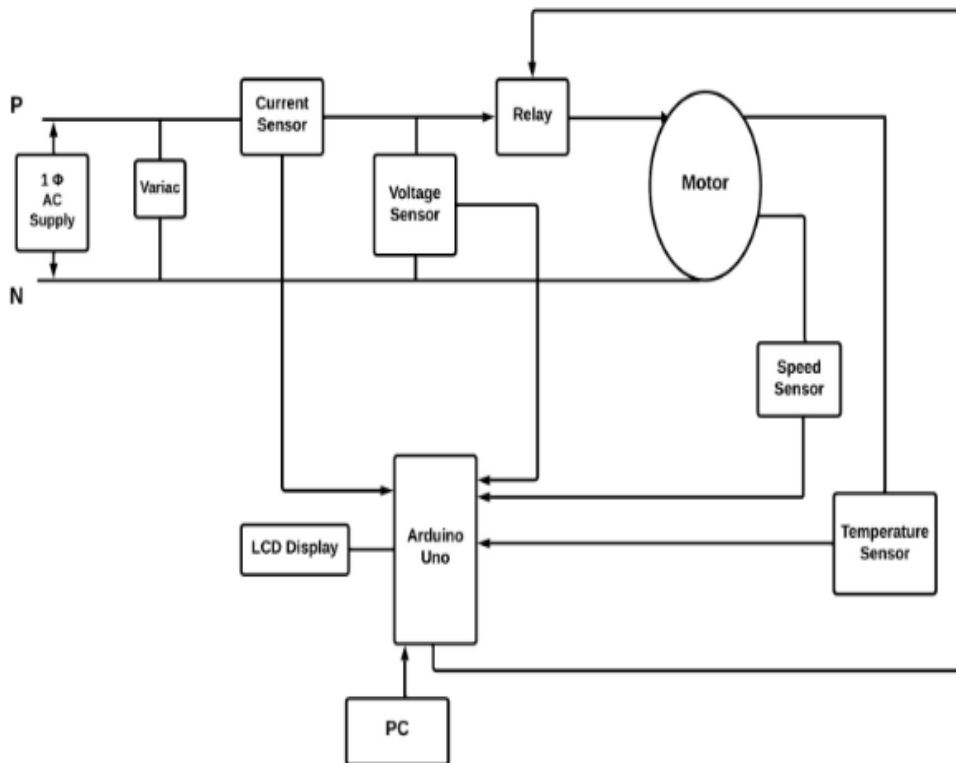 P
Current
Sensor
Relay
1 Φ
AC
Supply
Variac
Voltage
Sensor
Motor
N
Speed
Sensor
Arduino
Uno
LCD Display
Temperature
Sensor
PC